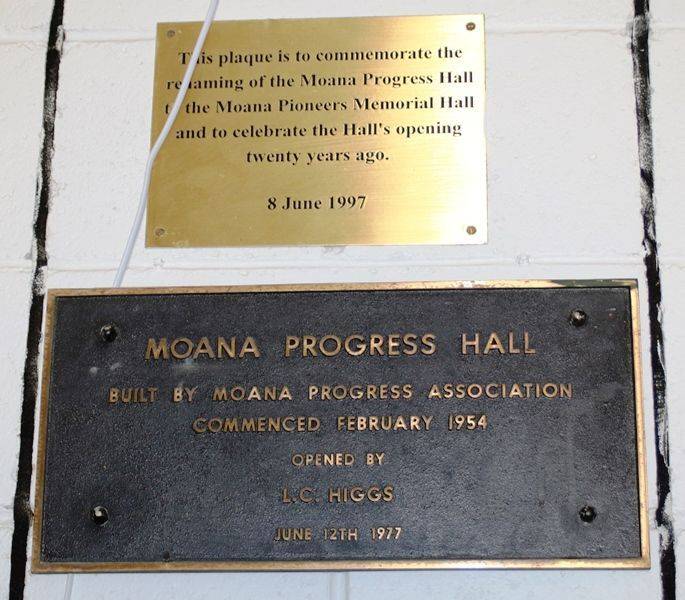 This plaque is to commemorate the
renaming of the Moana Progress Hall
to the Moana Pioneers Memorial Hall
and to celebrate the Hall's opening
twenty years ago.
8 June 1997
MOANA PROGRESS HALL
BUILT BY MOANA PROGRESS ASSOCIATION
COMMENCED FEBRUARY 1954
OPENED BY
L.C. HIGGS
JUNE 12TH 1977